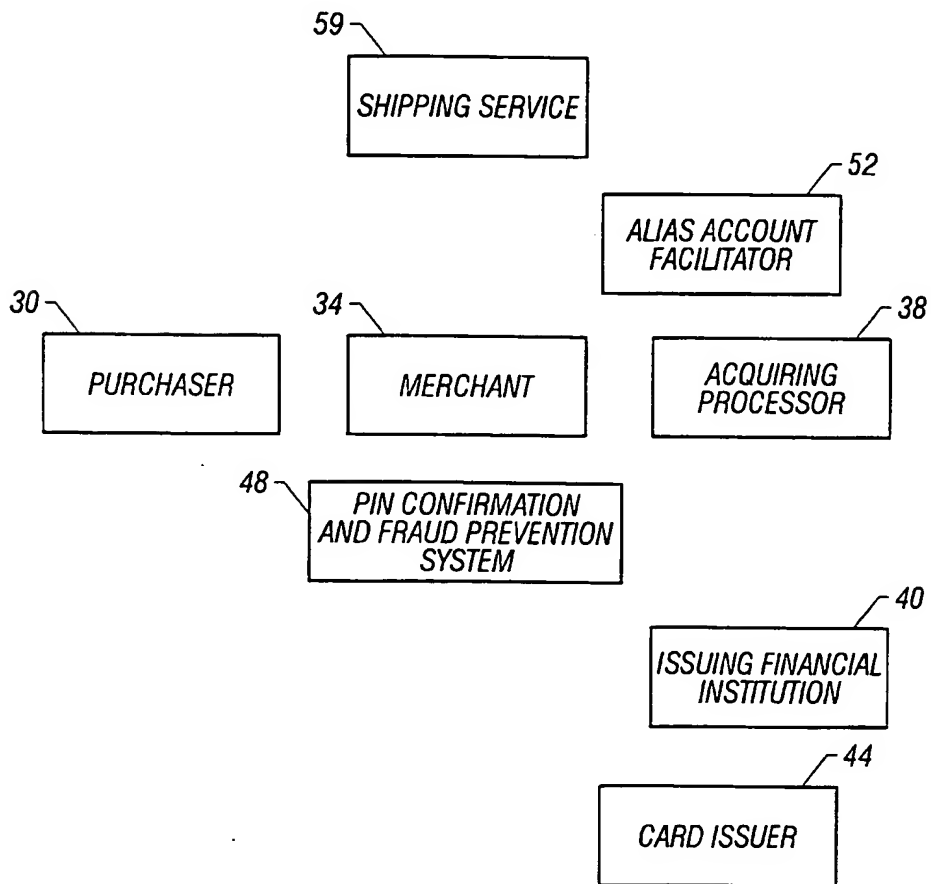 59
SHIPPING SERVICE
52
ALIAS ACCOUNT
FACILITATOR
30
PURCHASER
34
MERCHANT
38
ACQUIRING
PROCESSOR
48
PIN CONFIRMATION
AND FRAUD PREVENTION
SYSTEM
40
ISSUING FINANCIAL
INSTITUTION
44
CARD ISSUER